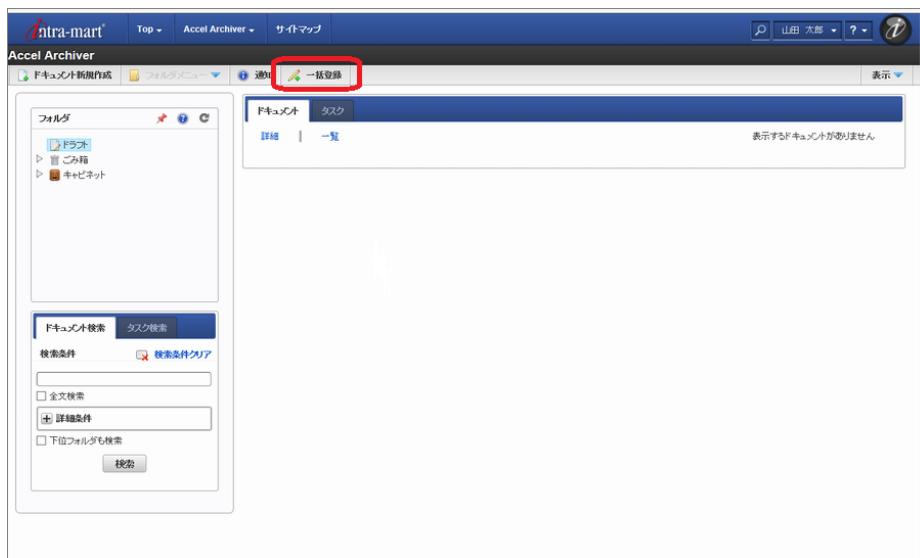 intra-mart Top Accel Archiver サイトマップ 山田 太郎 ?
Accel Archiver
ドキュメント新規作成 フォルダメニュー 通知 一括登録 表示
フォルダ
ドラフト
ごみ箱
キャビネット
ドキュメント タスク
詳細 | 一覧 表示するドキュメントがありません
ドキュメント検索 タスク検索
検索条件 検索条件クリア
全文検索
詳細条件
下位フォルダも検索
検索